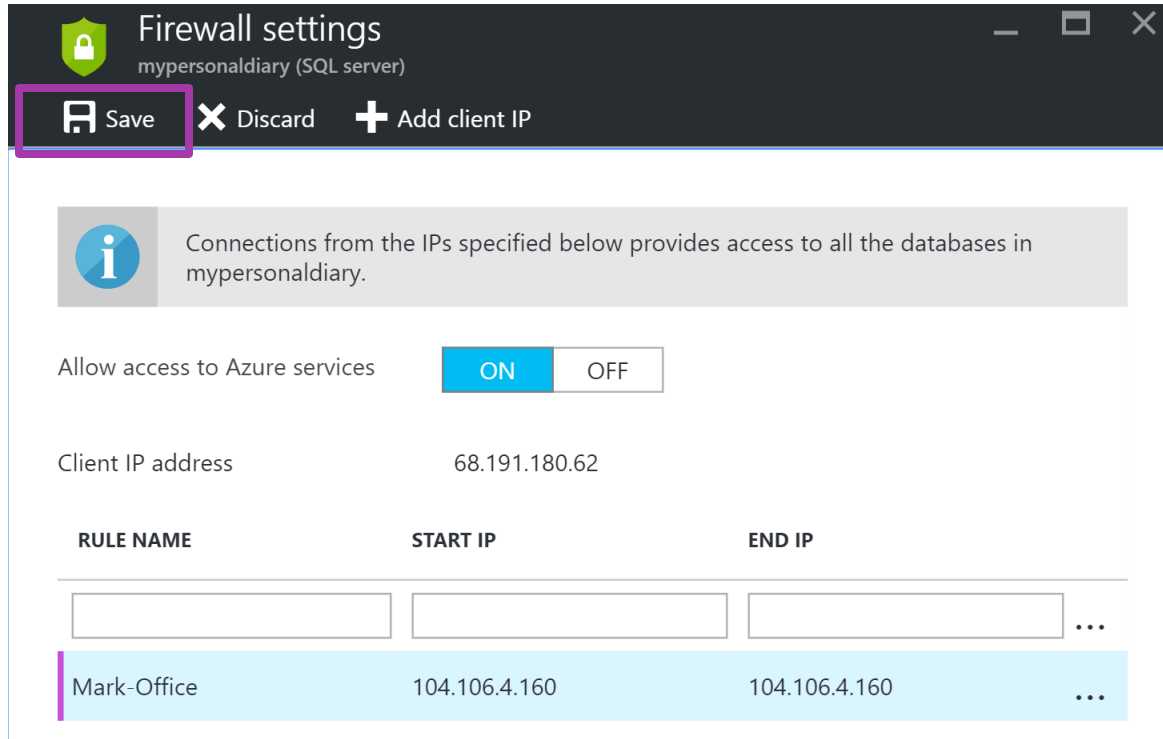 Firewall settings
mypersonaldiary (SQL server)
Save Discard Add client IP
Connections from the IPs specified below provides access to all the databases in
mypersonaldiary.
Allow access to Azure services ON OFF
Client IP address 68.191.180.62
RULE NAME START IP END IP
...
Mark-Office 104.106.4.160 104.106.4.160 ...